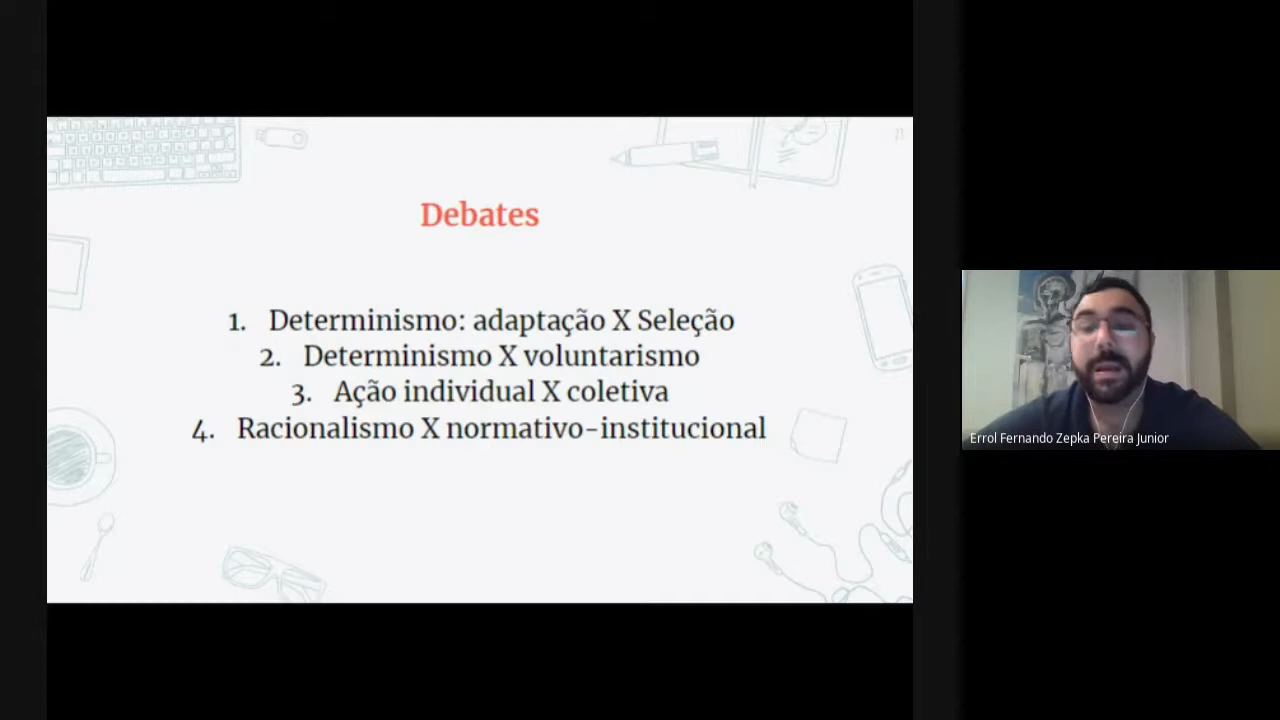 Debates
1. Determinismo: adaptação X Seleção
2. Determinismo X voluntarismo
3. Ação individual X coletiva
4. Racionalismo X normativo-institucional
Errol Fernando Zepka Pereira Junior